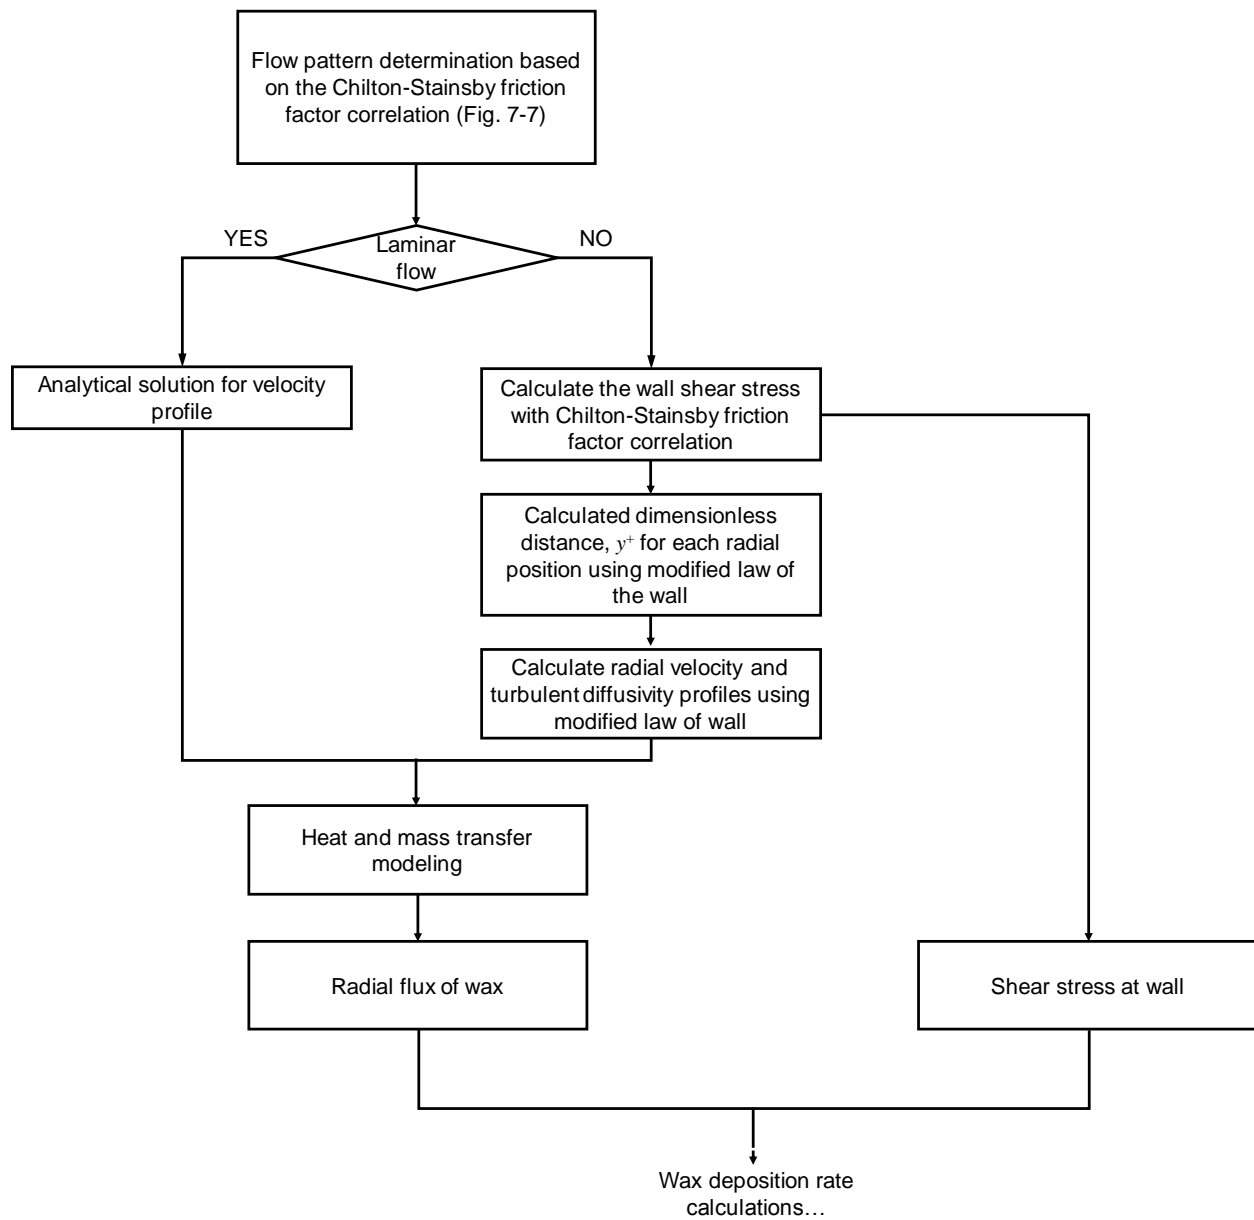 Flow pattern determination based
on the Chilton-Stainsby friction
factor correlation (Fig. 7-7)
YES
Laminar
flow
NO
Analytical solution for velocity
profile
Calculate the wall shear stress
with Chilton-Stainsby friction
factor correlation
Calculated dimensionless
distance, y+ for each radial
position using modified law of
the wall
Calculate radial velocity and
turbulent diffusivity profiles using
modified law of wall
Heat and mass transfer
modeling
Radial flux of wax
Shear stress at wall
Wax deposition rate
calculations…